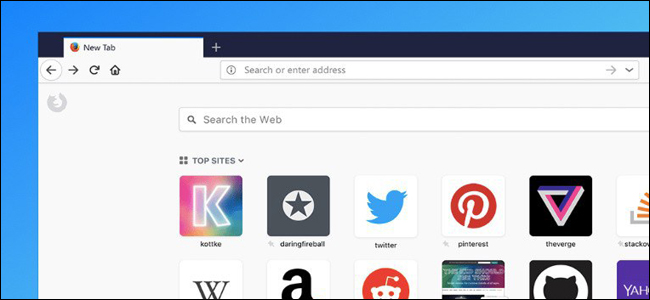 New Tab
Search or enter address
Search the Web
TOP SITES
K
kottke
daringfireball
twitter
pinterest
theverge
stackov
W
a
YAHO